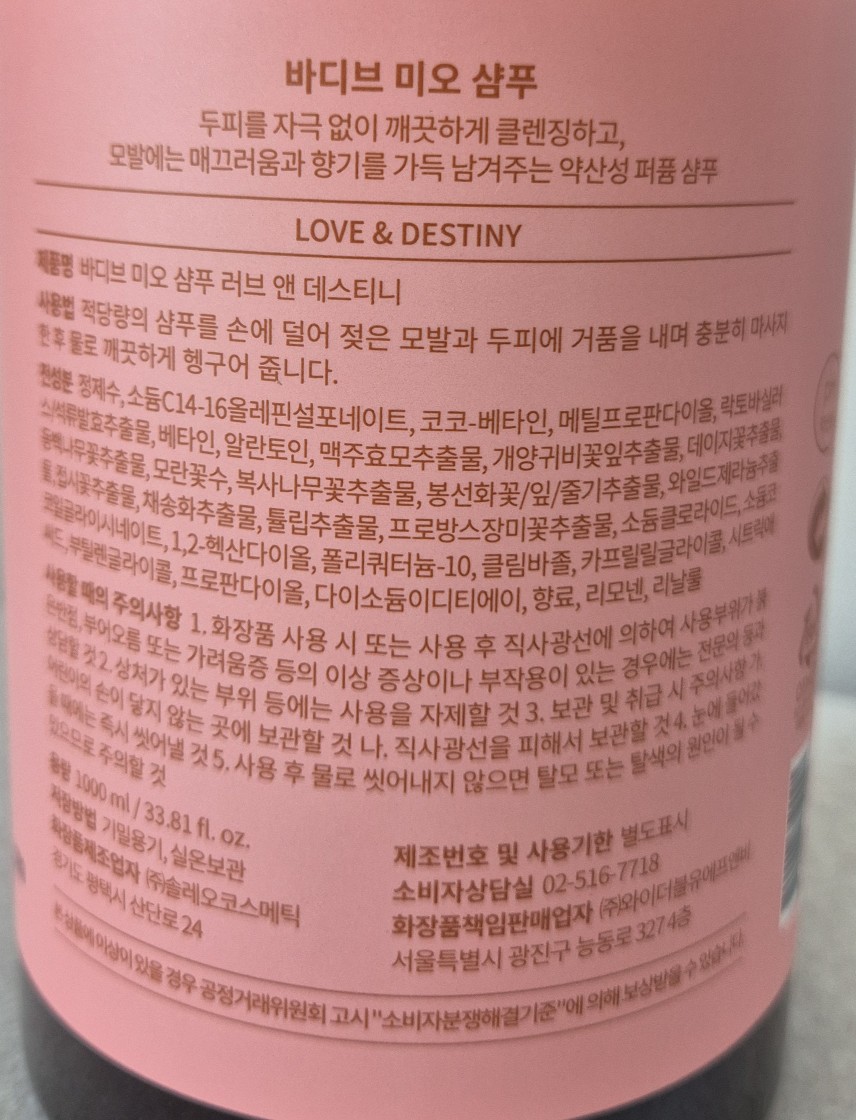 바디브 미오 샴푸
두피를 자극 없이 깨끗하게 클렌징하고,
모발에는 매끄러움과 향기를 가득 남겨주는 약산성 퍼퓸 샴푸
LOVE & DESTINY
제품명 바디브 미오 샴푸 러브 앤 데스티니
사용법 적당량의 샴푸를 손에 덜어 젖은 모발과 두피에 거품을 내며 충분히 마사지
한 후 물로 깨끗하게 헹구어 줍니다.
전성분 정제수, 소듐C14-16올레핀설포네이트, 코코-베타인, 메틸프로판다이올, 락토바실러
스/석류발효추출물, 베타인, 알란토인, 맥주효모추출물, 개양귀비꽃잎추출물, 데이지꽃추출물,
동백나무꽃추출물, 모란꽃수, 복사나무꽃추출물, 봉선화꽃/잎/줄기추출물, 와일드제라늄추출
물, 접시꽃추출물, 채송화추출물, 튤립추출물, 프로방스장미꽃추출물, 소듐클로라이드, 소듐코
코일글라이시네이트, 1,2-헥산다이올, 폴리쿼터늄-10, 클림바졸, 카프릴릴글라이콜, 시트릭애
씨드, 부틸렌글라이콜, 프로판다이올, 다이소듐이디티에이, 향료, 리모넨, 리날룰
사용할 때의 주의사항 1. 화장품 사용 시 또는 사용 후 직사광선에 의하여 사용부위가 붉
은반점, 부어오름 또는 가려움증 등의 이상 증상이나 부작용이 있는 경우에는 전문의 등과
상담할 것 2. 상처가 있는 부위 등에는 사용을 자제할 것 3. 보관 및 취급 시 주의사항 가.
어린이의 손이 닿지 않는 곳에 보관할 것 나. 직사광선을 피해서 보관할 것 4. 눈에 들어갔
을 때에는 즉시 씻어낼 것 5. 사용 후 물로 씻어내지 않으면 탈모 또는 탈색의 원인이 될 수
있으므로 주의할 것
용량 1000 ml / 33.81 fl. oz.
저장방법 기밀용기, 실온보관
화장품제조업자 ㈜솔레오코스메틱
경기도 평택시 산단로 24
제조번호 및 사용기한 별도표시
소비자상담실 02-516-7718
화장품책임판매업자 ㈜와이더블유에프엔비
서울특별시 광진구 능동로 327 4층
본 상품에 이상이 있을 경우 공정거래위원회 고시 "소비자분쟁해결기준"에 의해 보상받을 수 있습니다.